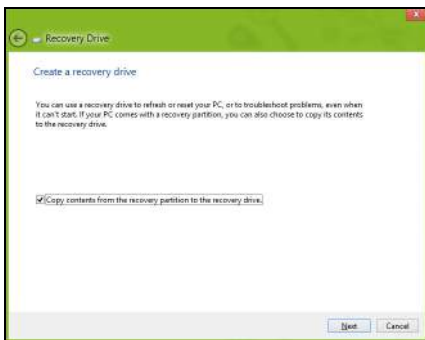 Recovery Drive
Create a recovery drive
You can use a recovery drive to refresh or reset your PC, or to troubleshoot problems, even when
it can't start. If your PC comes with a recovery partition, you can also choose to copy its contents
to the recovery drive.
Copy contents from the recovery partition to the recovery drive.
Next Cancel